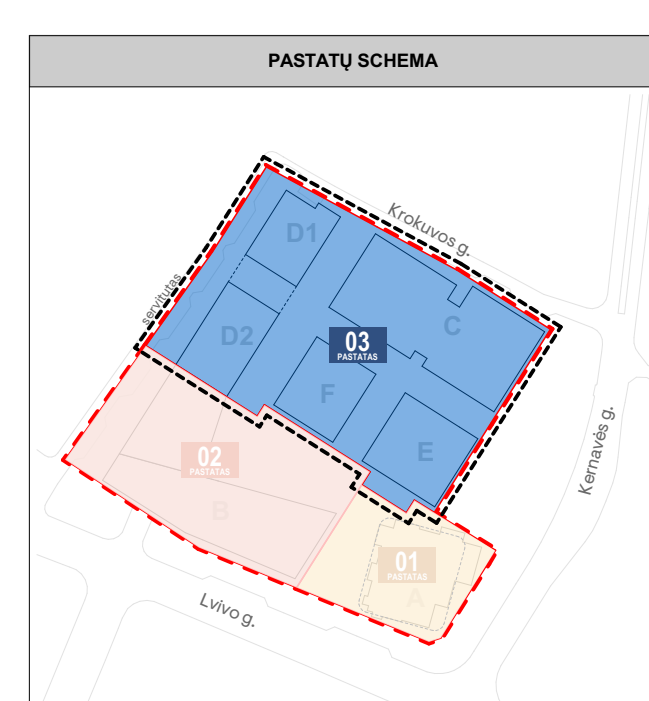 PASTATŲ SCHEMA
Krokuvos g.
D1
servitutas
C
D2
03
PASTATAS
F
Kernavės g.
E
02
PASTATAS
B
01
PASTATAS
A
Lvivo g.